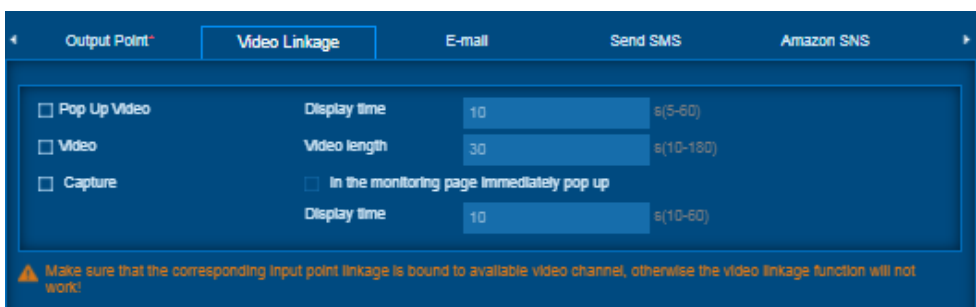 Output Point* Video Linkage E-mail Send SMS Amazon SNS
Pop Up Video Display time 10 s(5-60)
Video Video length 30 s(10-180)
Capture In the monitoring page immediately pop up
Display time 10 s(10-60)
Make sure that the corresponding input point linkage is bound to available video channel, otherwise the video linkage function will not
work!